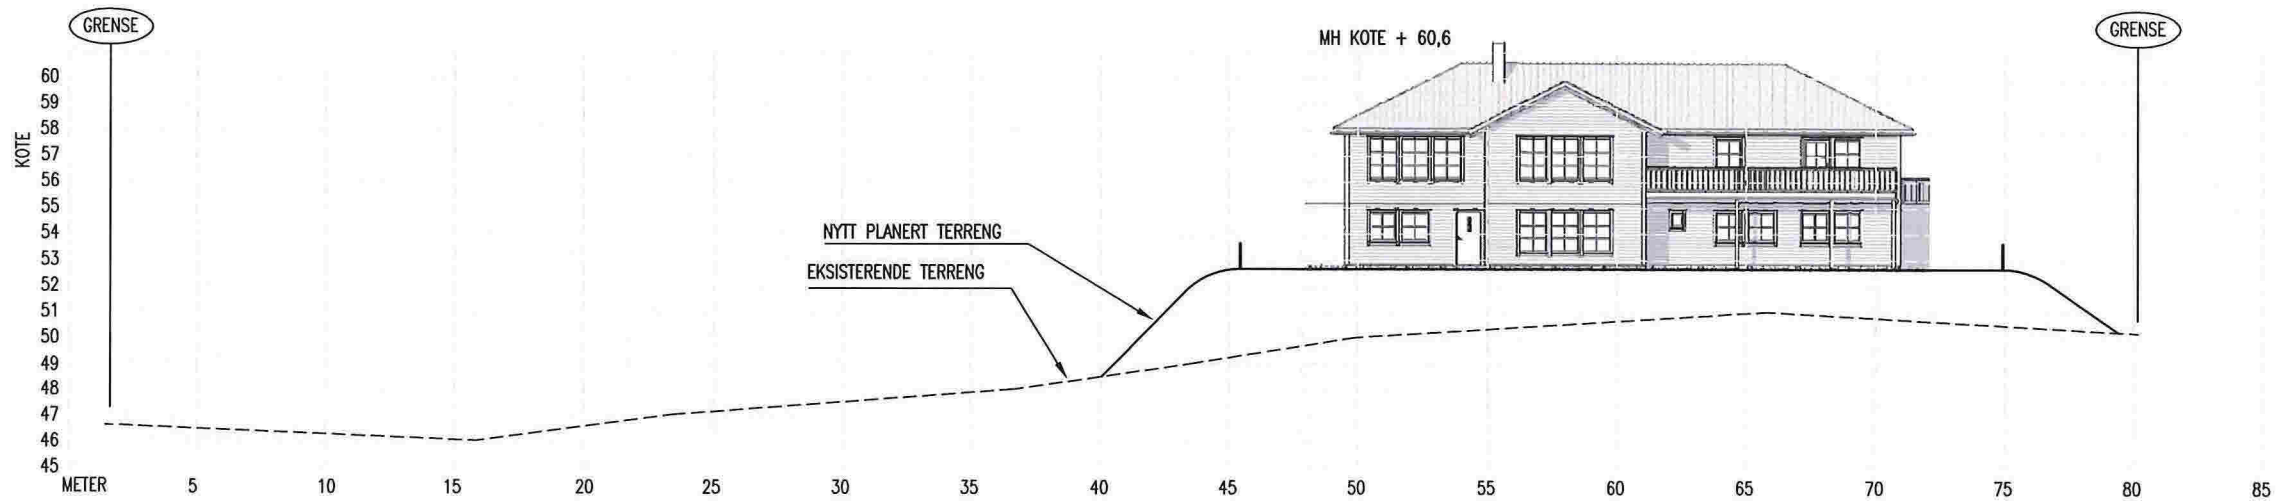 GRENSE
GRENSE
MH KOTE + 60,6
60
59
58
57
56
55
54
53
52
51
50
49
48
47
46
45
KOTE
NYTT PLANERT TERRENG
EKSISTERENDE TERRENG
METER 5 10 15 20 25 30 35 40 45 50 55 60 65 70 75 80 85